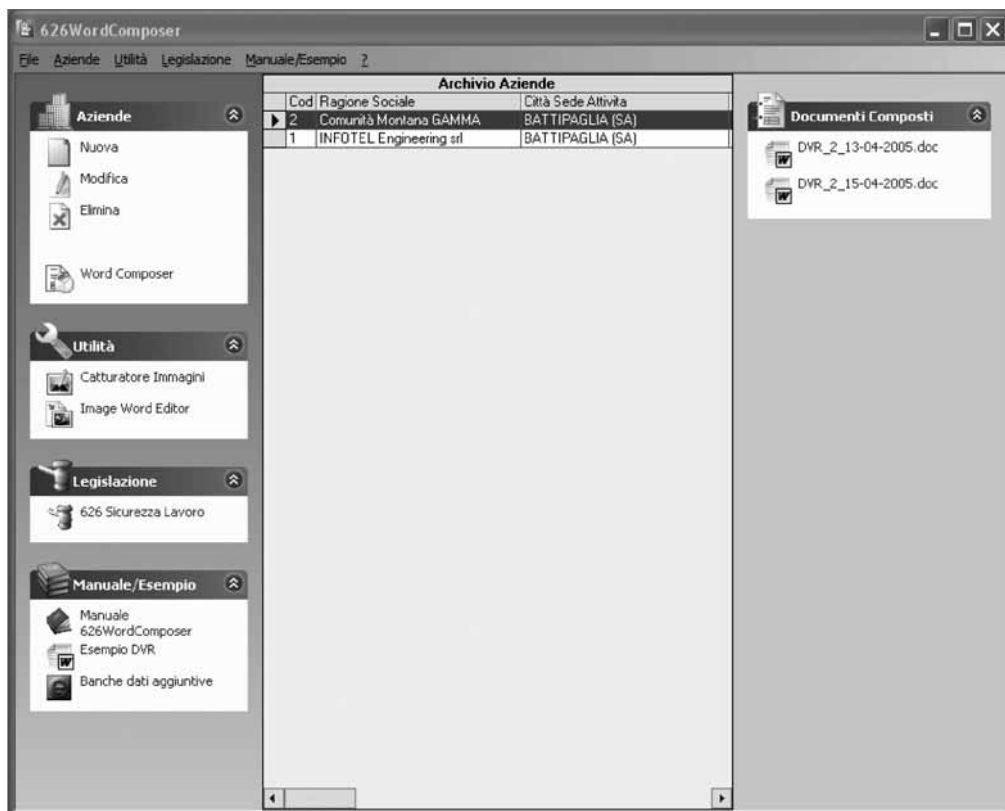 626WordComposer
File Aziende Utilità Legislazione Manuale/Esempio ?
Aziende
Nuova
Modifica
Elimina
Word Composer
Utilità
Catturatore Immagini
Image Word Editor
Legislazione
626 Sicurezza Lavoro
Manuale/Esempio
Manuale
626WordComposer
Esempio DVR
Banche dati aggiuntive
Archivio Aziende
Cod Ragione Sociale Città Sede Attivita
2 Comunità Montana GAMMA BATTIPAGLIA (SA)
1 INFOTEL Engineering srl BATTIPAGLIA (SA)
Documenti Composti
DVR_2_13-04-2005.doc
DVR_2_15-04-2005.doc